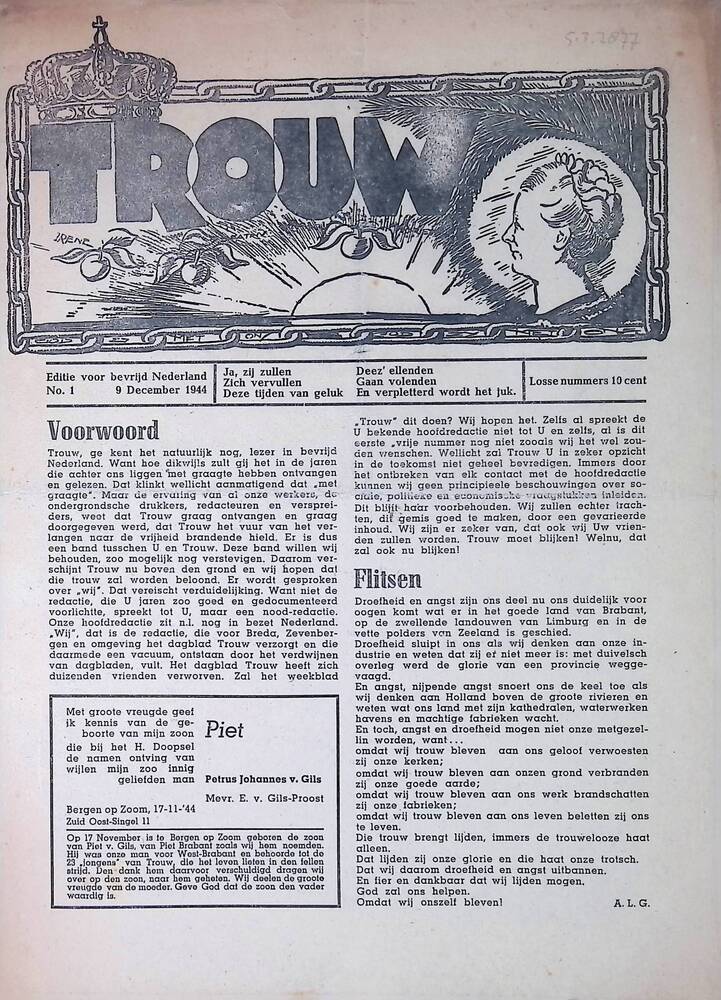 5.3.2877
TROUW
IRENE
GOD
MET
ONS
Editie voor bevrijd Nederland
No. 1 9 December 1944
Ja, zij zullen
Zich vervullen
Deze tijden van geluk
Deez' ellenden
Gaan volenden
En verpletterd wordt het juk.
Losse nummers 10 cent
Voorwoord
Trouw, ge kent het natuurlijk nog, lezer in bevrijd
Nederland. Want hoe dikwijls zult gij het in de jaren
die achter ons liggen met graagte hebben ontvangen
en gelezen. Dat klinkt wellicht aanmatigend dat „met
graagte". Maar de ervaring van al onze werkers, de
ondergrondsche drukkers, redacteuren en versprei-
ders, weet dat Trouw graag ontvangen en graag
doorgegeven werd, dat Trouw het vuur van het ver-
langen naar de vrijheid brandende hield. Er is dus
een band tusschen U en Trouw. Deze band willen wij
behouden, zoo mogelijk nog verstevigen. Daarom ver-
schijnt Trouw nu boven den grond en wij hopen dat
die trouw zal worden beloond. Er wordt gesproken
over „wij". Dat vereischt verduidelijking. Want niet de
redactie, die U jaren zoo goed en gedocumenteerd
voorlichtte, spreekt tot U, maar een nood-redactie.
Onze hoofdredactie zit n.l. nog in bezet Nederland.
„Wij", dat is de redactie, die voor Breda, Zevenber-
gen en omgeving het dagblad Trouw verzorgt en die
daarmede een vacuum, ontstaan door het verdwijnen
van dagbladen, vult. Het dagblad Trouw heeft zich
duizenden vrienden verworven. Zal het weekblad
Met groote vreugde geef
ik kennis van de ge-
boorte van mijn zoon
Piet
die bij het H. Doopsel
de namen ontving van
wijlen mijn zoo innig
geliefden man Petrus Johannes v. Gils
Mevr. E. v. Gils-Proost
Bergen op Zoom, 17-11-'44
Zuid Oost-Singel 11
Op 17 November is te Bergen op Zoom geboren de zoon
van Piet v. Gils, van Piet Brabant zoals wij hem noemden.
Hij was onze man voor West-Brabant en behoorde tot de
23 „jongens" van Trouw, die het leven lieten in den fellen
strijd. Den dank hem daarvoor verschuldigd dragen wij
over op den zoon, naar hem geheten. Wij deelen de groote
vreugde van de moeder. Geve God dat de zoon den vader
waardig is.
„Trouw" dit doen? Wij hopen het. Zelfs al spreekt de
U bekende hoofdredactie niet tot U en zelfs, al is dit
eerste „vrije nummer nog niet zooals wij het wel zou-
den wenschen. Wellicht zal Trouw U in zeker opzicht
in de toekomst niet geheel bevredigen. Immers door
het ontbreken van elk contact met de hoofdredactie
kunnen wij geen principieele beschouwingen over so-
ciale, politieke en economische vraagstukken inleiden.
Dit blijft haar voorbehouden. Wij zullen echter trach-
ten, dit gemis goed te maken, door een gevarieerde
inhoud. Wij zijn er zeker van, dat ook wij Uw vrien-
den zullen worden. Trouw moet blijken! Welnu, dat
zal ook nu blijken!
Flitsen
Droefheid en angst zijn ons deel nu ons duidelijk voor
oogen komt wat er in het goede land van Brabant,
op de zwellende landouwen van Limburg en in de
vette polders van Zeeland is geschied.
Droefheid sluipt in ons als wij denken aan onze in-
dustrie en weten dat zij er niet meer is: met duivelsch
overleg werd de glorie van een provincie wegge-
vaagd.
En angst, nijpende angst snoert ons de keel toe als
wij denken aan Holland boven de groote rivieren en
weten wat ons land met zijn kathedralen, waterwerken
havens en machtige fabrieken wacht.
En toch, angst en droefheid mogen niet onze metgezel-
lin worden, want...
omdat wij trouw bleven aan ons geloof verwoesten
zij onze kerken;
omdat wij trouw bleven aan onzen grond verbranden
zij onze goede aarde;
omdat wij trouw bleven aan ons werk brandschatten
zij onze fabrieken;
omdat wij trouw bleven aan ons leven beletten zij ons
te leven.
Die trouw brengt lijden, immers de trouwelooze haat
alleen.
Dat lijden zij onze glorie en die haat onze trotsch.
Dat wij daarom droefheid en angst uitbannen.
En fier en dankbaar dat wij lijden mogen.
God zal ons helpen.
Omdat wij onszelf bleven! A. L. G.